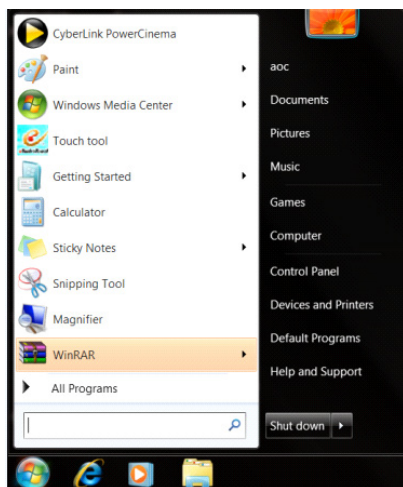 CyberLink PowerCinema
Paint
Windows Media Center
Touch tool
Getting Started
Calculator
Sticky Notes
Snipping Tool
Magnifier
WinRAR
All Programs
aoc
Documents
Pictures
Music
Games
Computer
Control Panel
Devices and Printers
Default Programs
Help and Support
Shut down